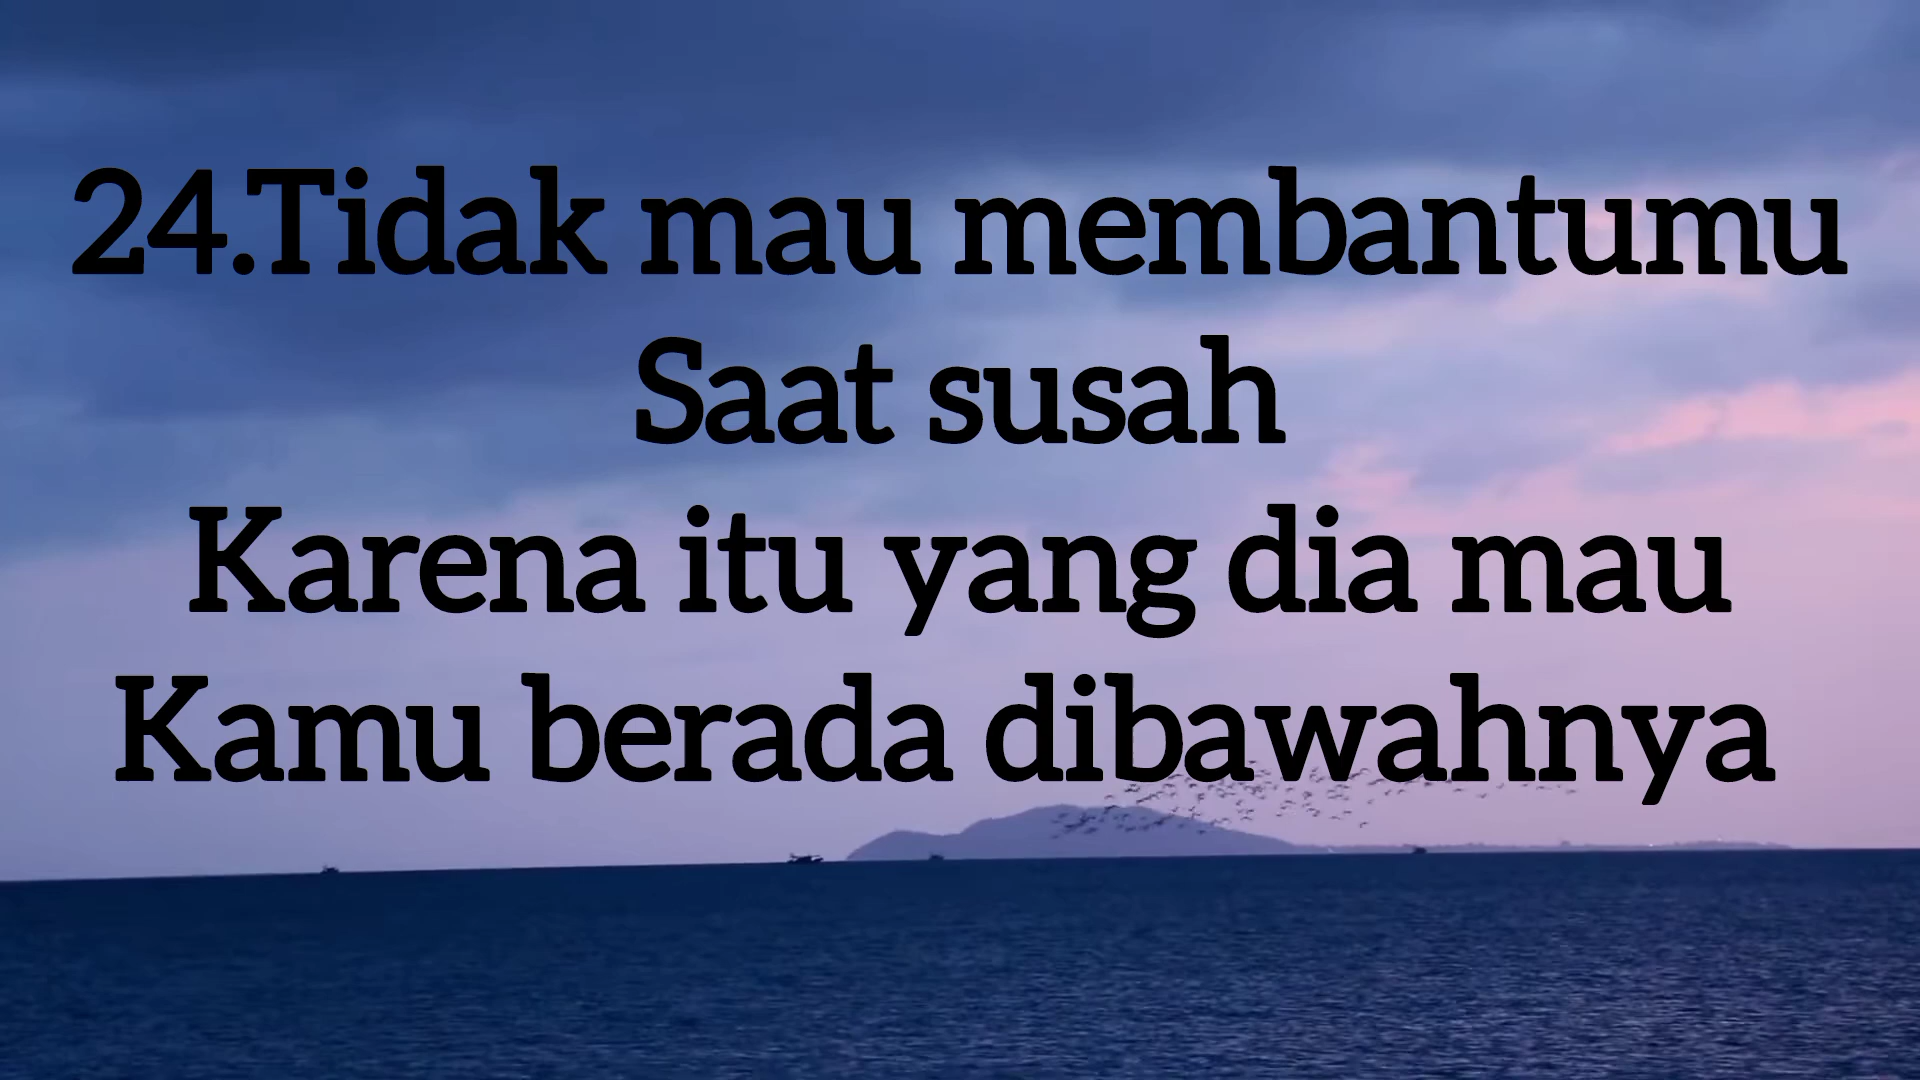 24.Tidak mau membantumu
Saat susah
Karena itu yang dia mau
Kamu berada dibawahnya